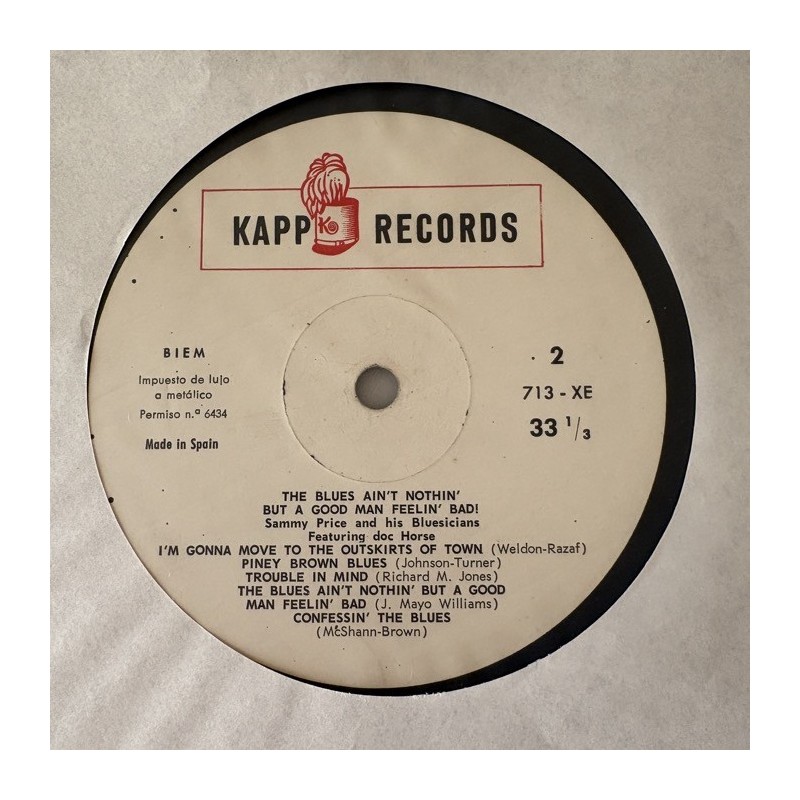 KAPP K RECORDS
BIEM
Impuesto de lujo
a metálico
Permiso n.ª 6434
Made in Spain
2
713 - XE
33 1/3
THE BLUES AIN'T NOTHIN'
BUT A GOOD MAN FEELIN' BAD!
Sammy Price and his Bluesicians
Featuring doc Horse
I'M GONNA MOVE TO THE OUTSKIRTS OF TOWN (Weldon-Razaf)
PINEY BROWN BLUES (Johnson-Turner)
TROUBLE IN MIND (Richard M. Jones)
THE BLUES AIN'T NOTHIN' BUT A GOOD
MAN FEELIN' BAD (J. Mayo Williams)
CONFESSIN' THE BLUES
(McShann-Brown)